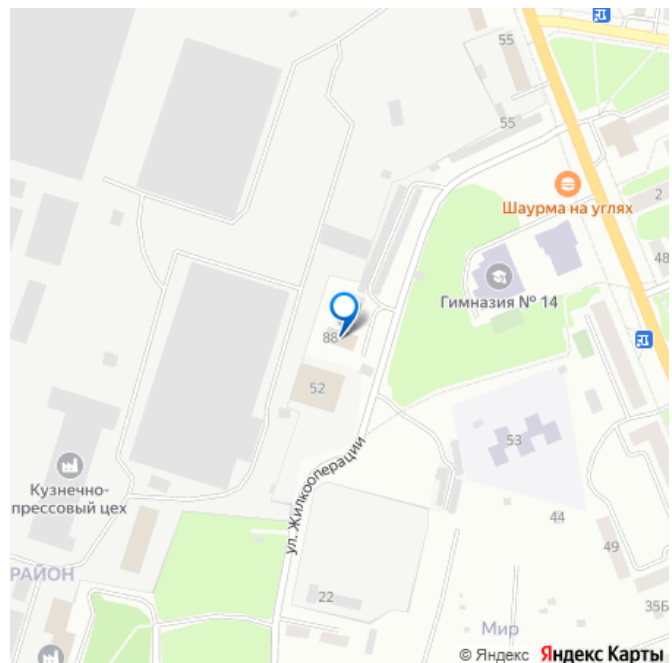 55
55
Шаурма на углях
2
48
Гимназия № 14
88
52
ул. Жилкооперации
53
Кузнечно-
прессовый цех
44
49
РАЙОН
22
35Б
Мир
© Яндекс Яндекс Карты